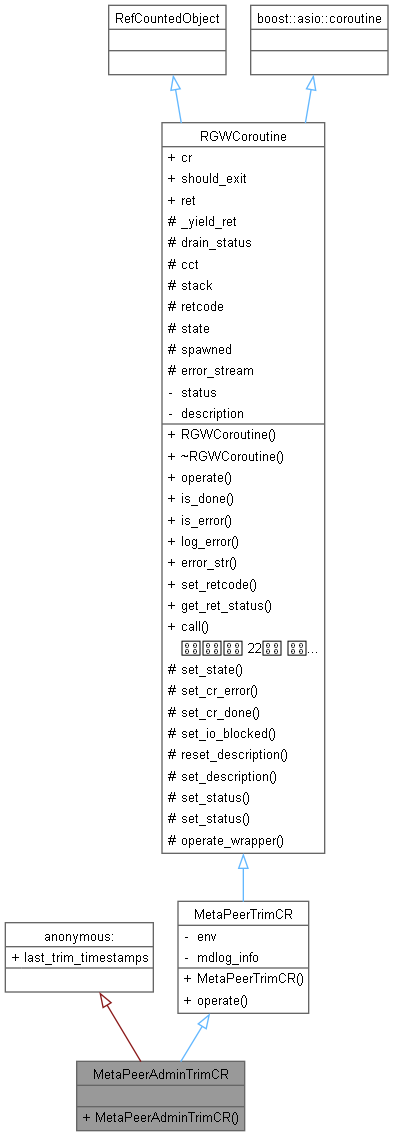 RefCountedObject
boost::asio::coroutine
RGWCoroutine
+ cr
+ should_exit
+ ret
# _yield_ret
# drain_status
# cct
# stack
# retcode
# state
# spawned
# error_stream
- status
- description
+ RGWCoroutine()
+ ~RGWCoroutine()
+ operate()
+ is_done()
+ is_error()
+ log_error()
+ error_str()
+ set_retcode()
+ get_ret_status()
+ call()
22 ...
# set_state()
# set_cr_error()
# set_cr_done()
# set_io_blocked()
# reset_description()
# set_description()
# set_status()
# set_status()
# operate_wrapper()
MetaPeerTrimCR
- env
- mdlog_info
+ MetaPeerTrimCR()
+ operate()
anonymous:
+ last_trim_timestamps
MetaPeerAdminTrimCR
+ MetaPeerAdminTrimCR()